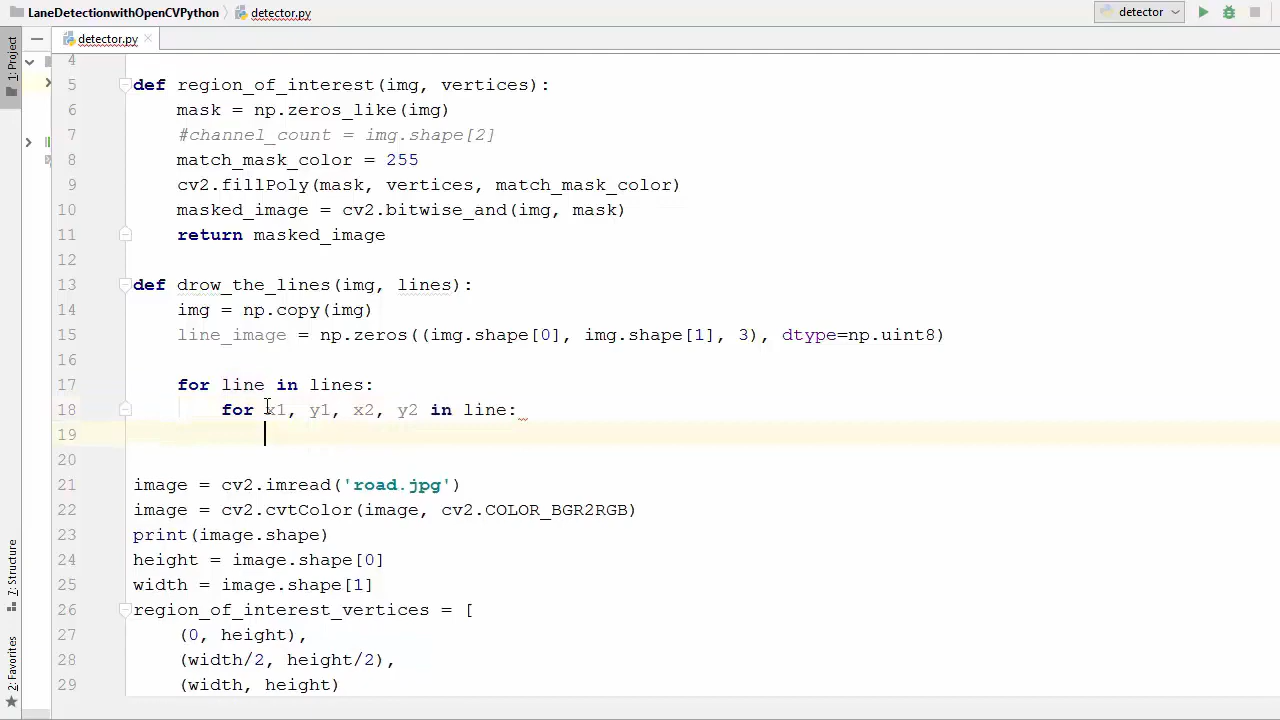 LaneDetectionwithOpenCVPython detector.py detector
1: Project detector.py
4
5 def region_of_interest(img, vertices):
6 mask = np.zeros_like(img)
7 #channel_count = img.shape[2]
8 match_mask_color = 255
9 cv2.fillPoly(mask, vertices, match_mask_color)
10 masked_image = cv2.bitwise_and(img, mask)
11 return masked_image
12
13 def drow_the_lines(img, lines):
14 img = np.copy(img)
15 line_image = np.zeros((img.shape[0], img.shape[1], 3), dtype=np.uint8)
16
17 for line in lines:
18 for x1, y1, x2, y2 in line:
19
20
21 image = cv2.imread('road.jpg')
22 image = cv2.cvtColor(image, cv2.COLOR_BGR2RGB)
23 print(image.shape)
24 height = image.shape[0]
25 width = image.shape[1]
26 region_of_interest_vertices = [
27 (0, height),
28 (width/2, height/2),
29 (width, height)
Z: Structure
2: Favorites